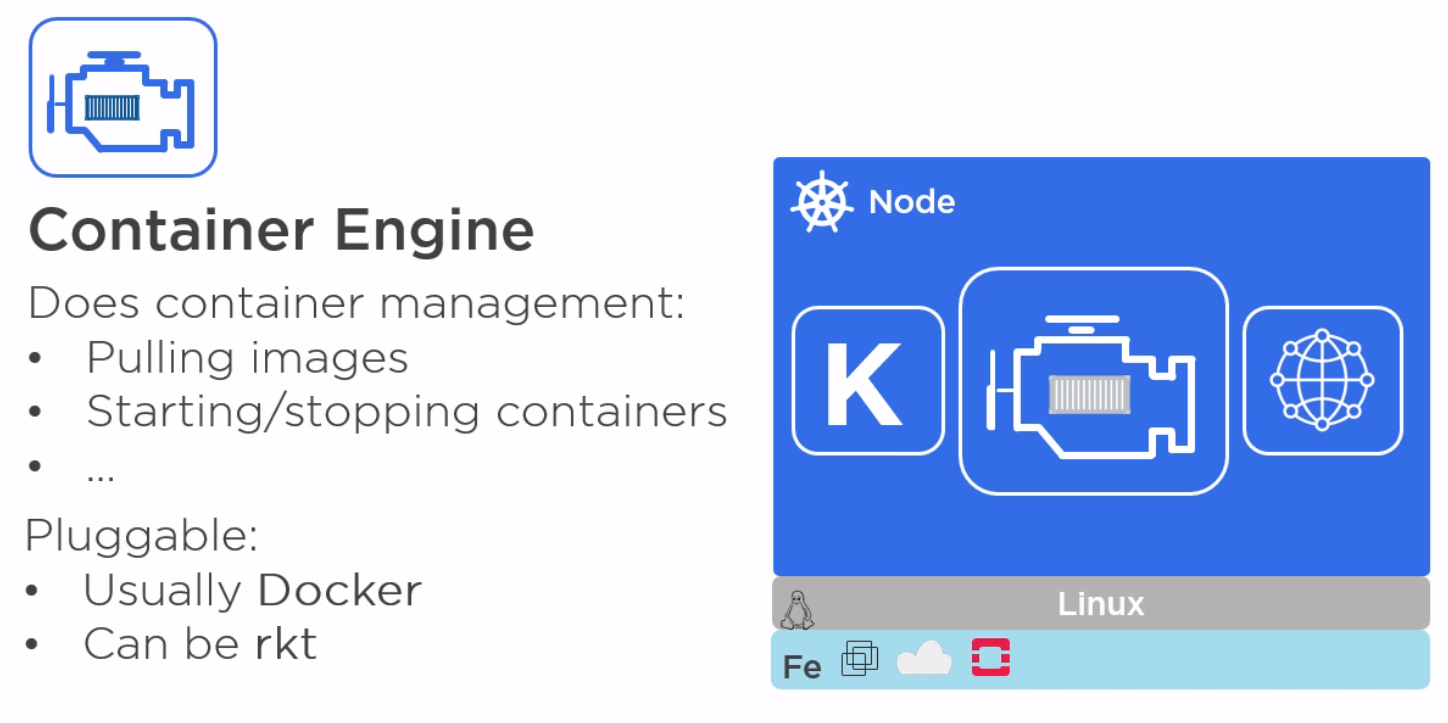 Container Engine
Does container management:
• Pulling images
• Starting/stopping containers
• ...
Pluggable:
• Usually Docker
• Can be rkt
Node
K
Linux
Fe